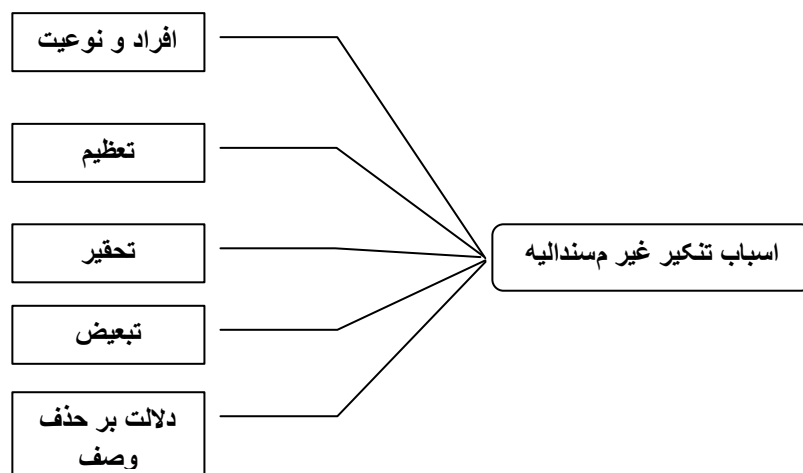 اسباب تنکیر غیر مسندالیه
افراد و نوعیت
تعظیم
تحقیر
تبعیض
دلالت بر حذف
وصف